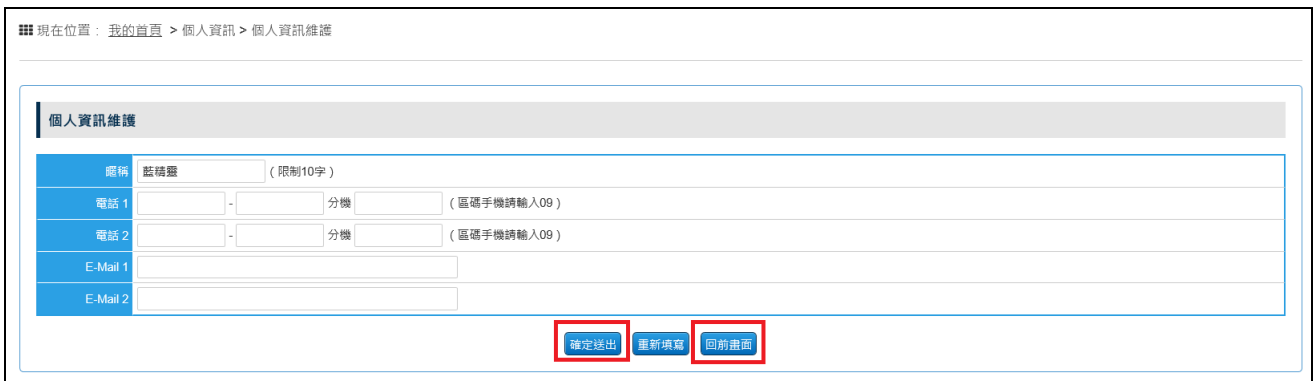 現在位置： 我的首頁 > 個人資訊 > 個人資訊維護
個人資訊維護
暱稱 藍精靈 （限制10字）
電話 1 - 分機 （區碼手機請輸入09）
電話 2 - 分機 （區碼手機請輸入09）
E-Mail 1
E-Mail 2
確定送出 重新填寫 回前畫面